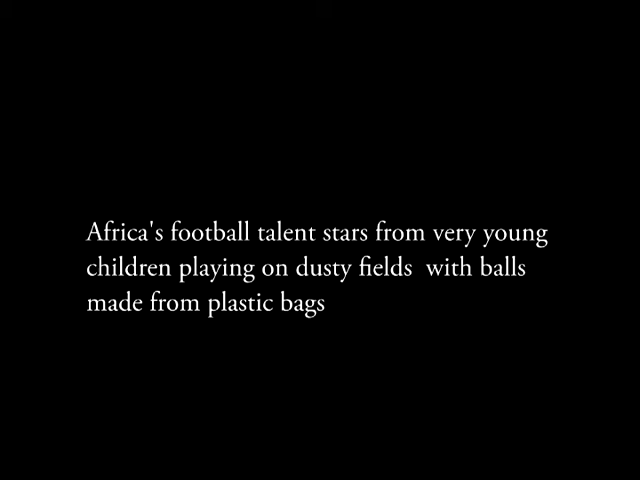 Africa's football talent stars from very young
children playing on dusty fields  with balls
made from plastic bags